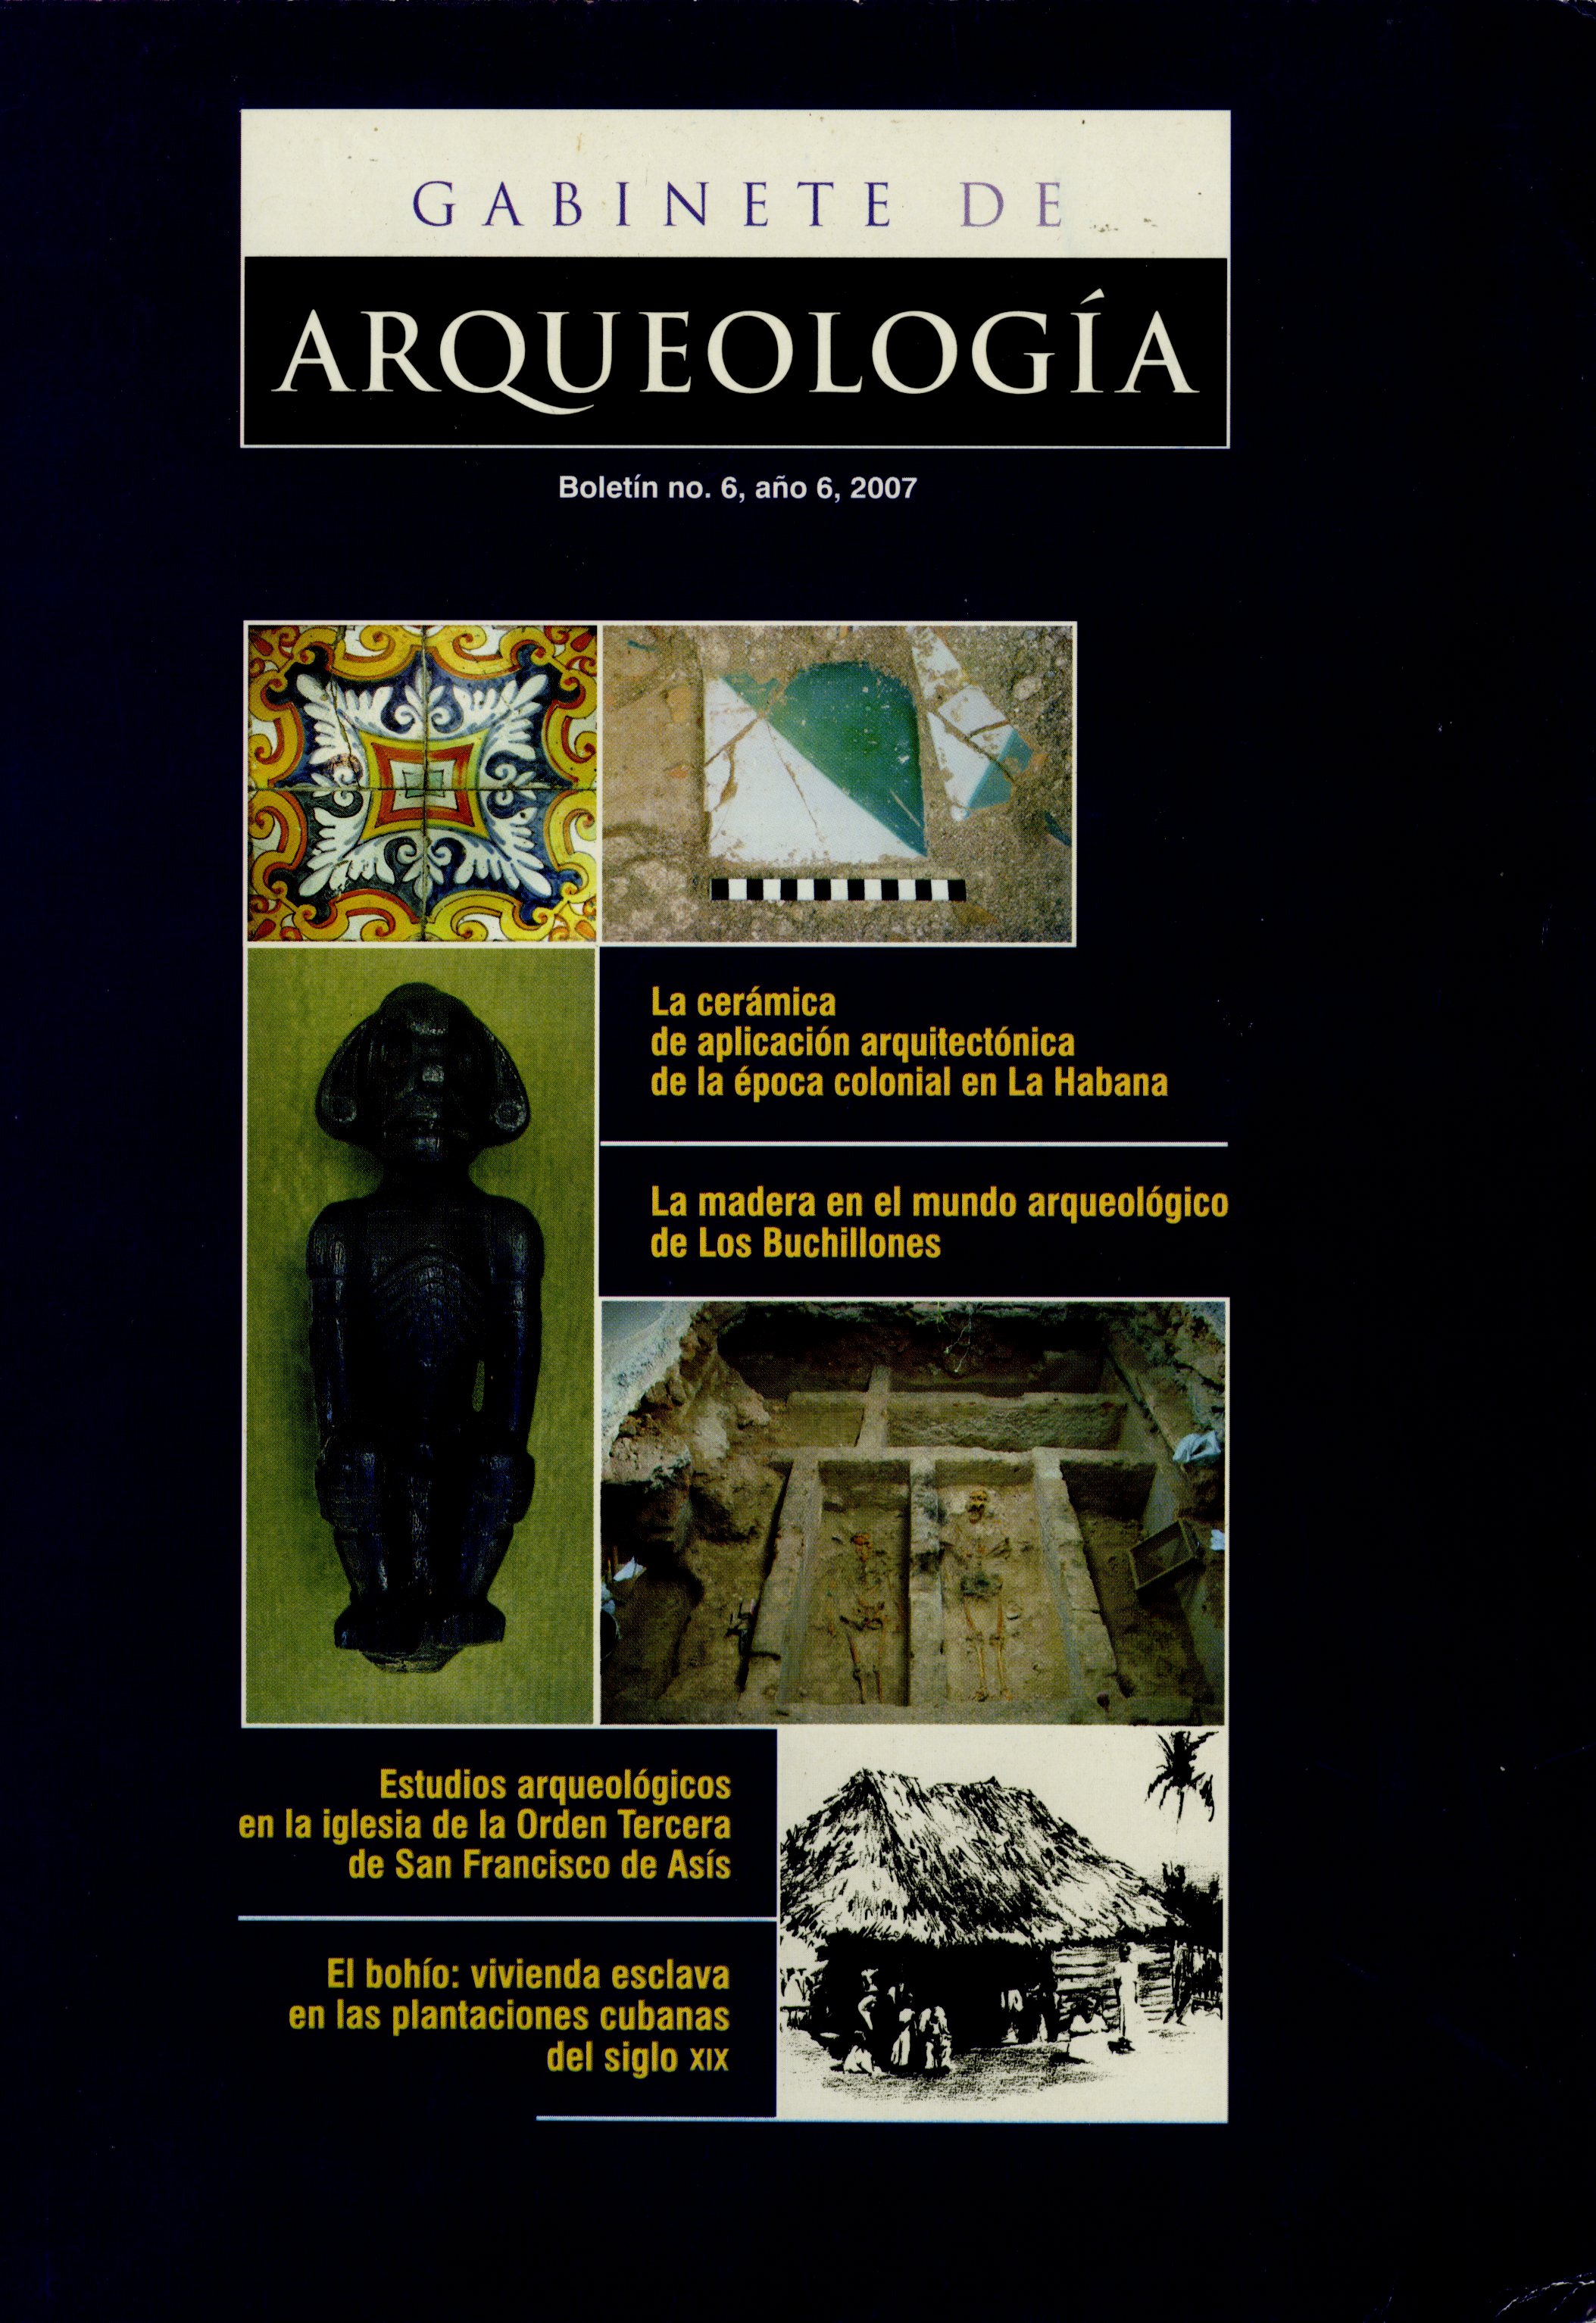 GABINETE DE
ARQUEOLOGÍA
Boletín no. 6, año 6, 2007
La cerámica
de aplicación arquitectónica
de la época colonial en La Habana
La madera en el mundo arqueológico
de Los Buchillones
Estudios arqueológicos
en la iglesia de la Orden Tercera
de San Francisco de Asís
El bohío: vivienda esclava
en las plantaciones cubanas
del siglo XIX